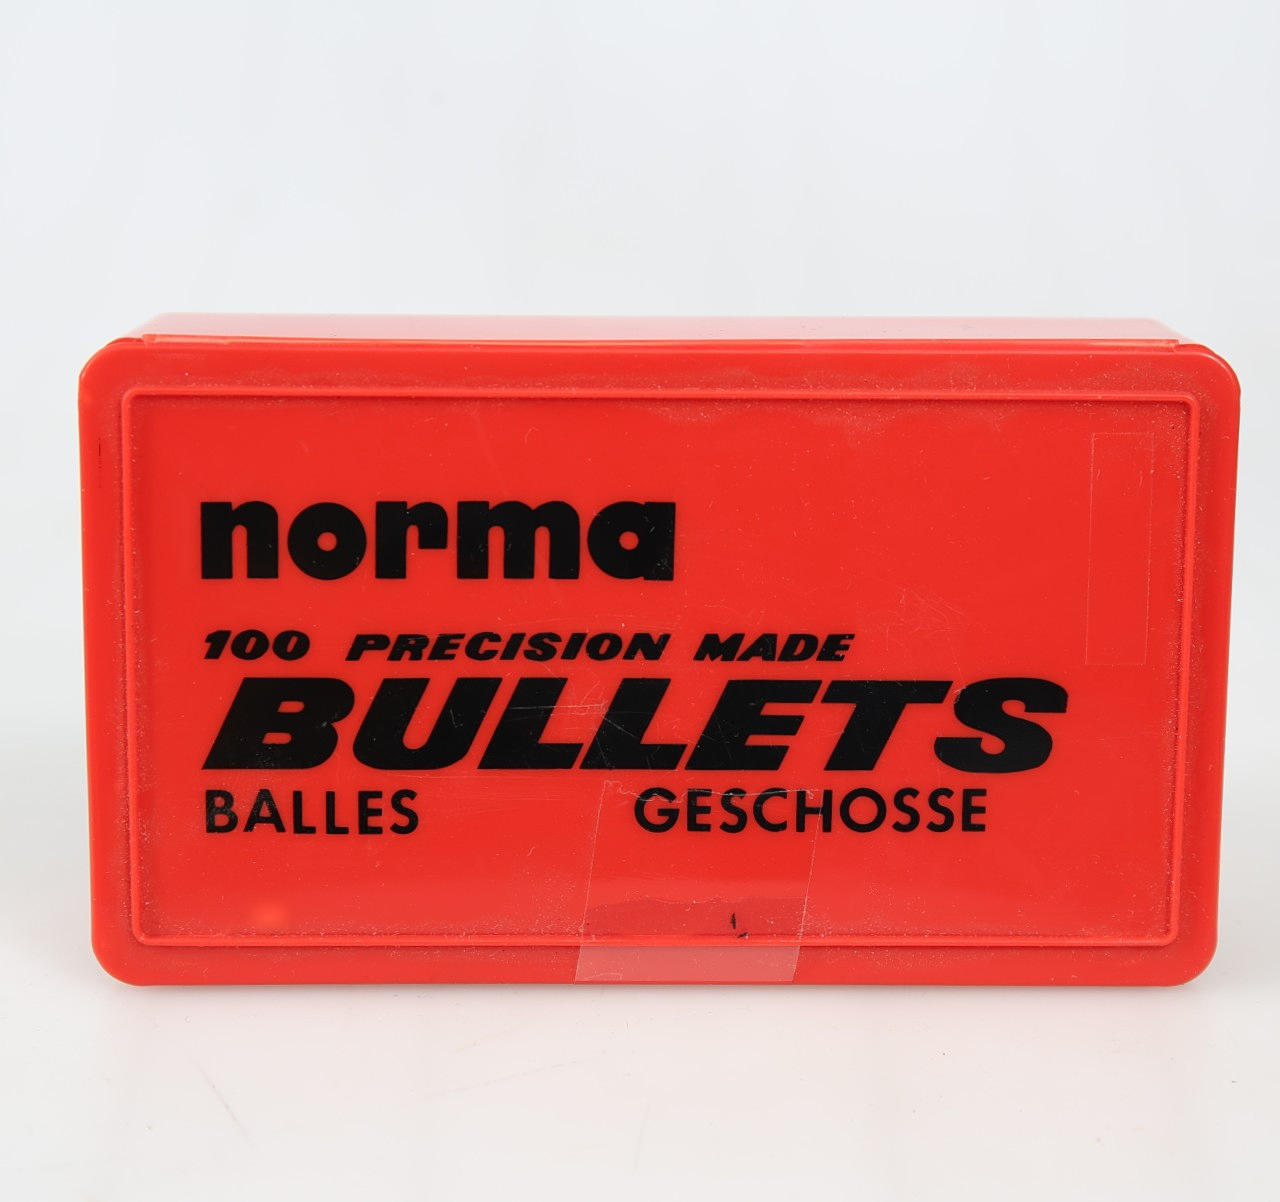 norma
100 PRECISION MADE
BULLETS
BALLES GESCHOSSE